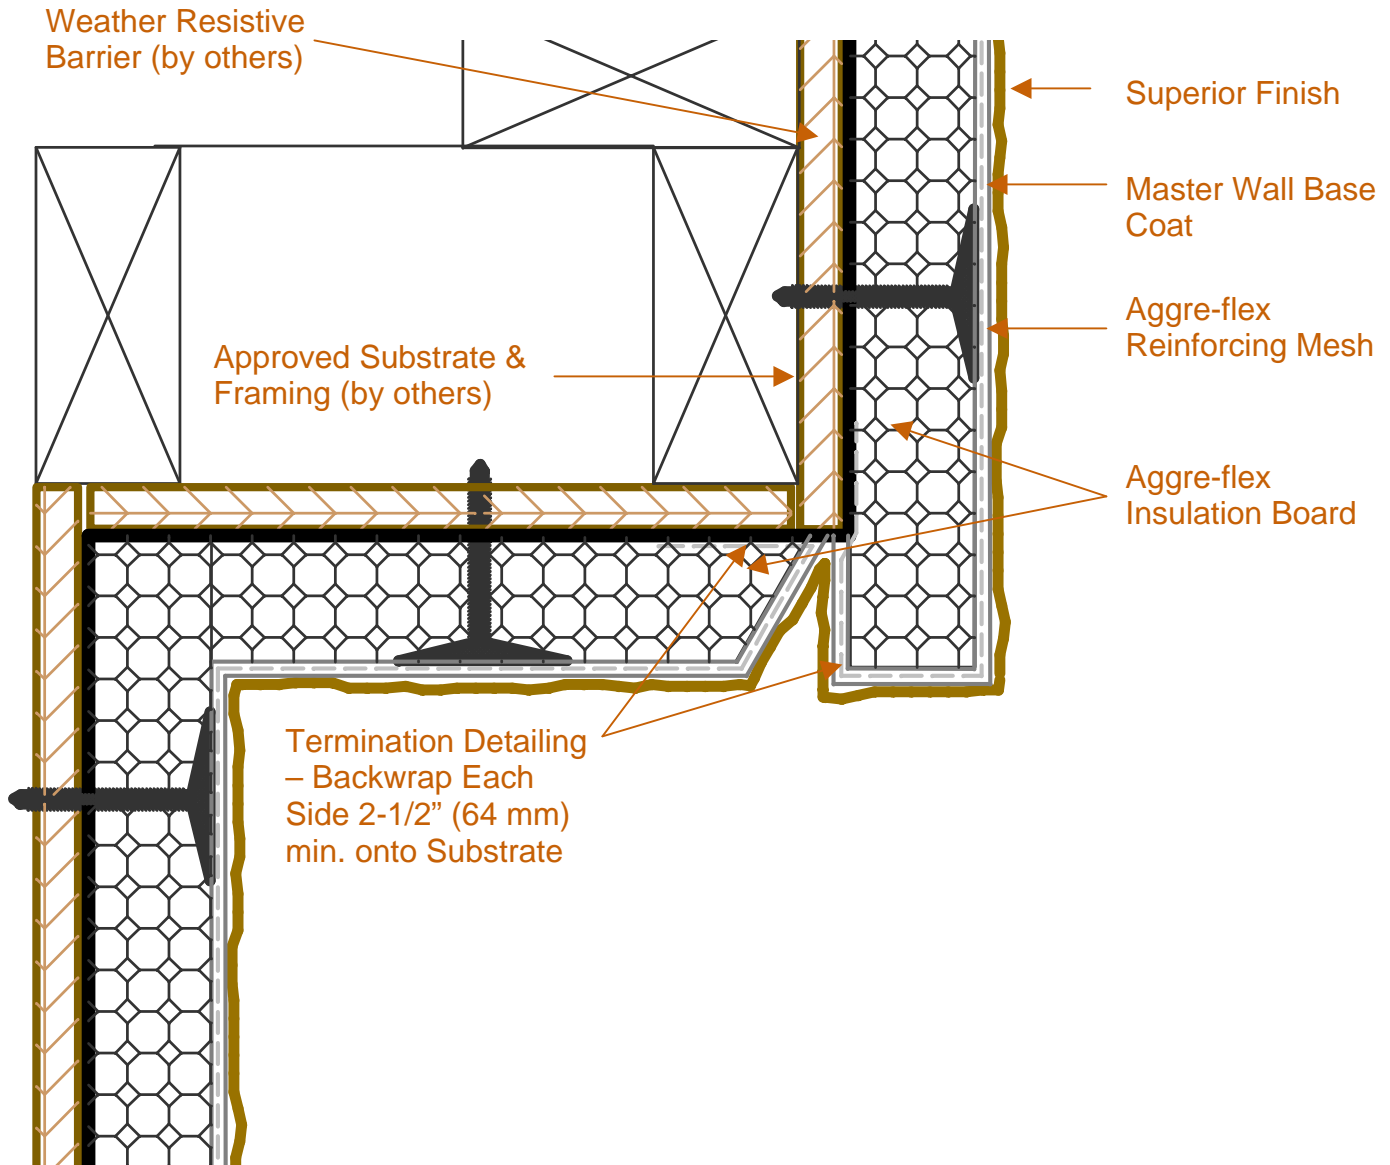 Weather Resistive
Barrier (by others)
Superior Finish
Master Wall Base
Coat
Aggre-flex
Reinforcing Mesh
Approved Substrate &
Framing (by others)
Aggre-flex
Insulation Board
Termination Detailing
– Backwrap Each
Side 2-1/2” (64 mm)
min. onto Substrate